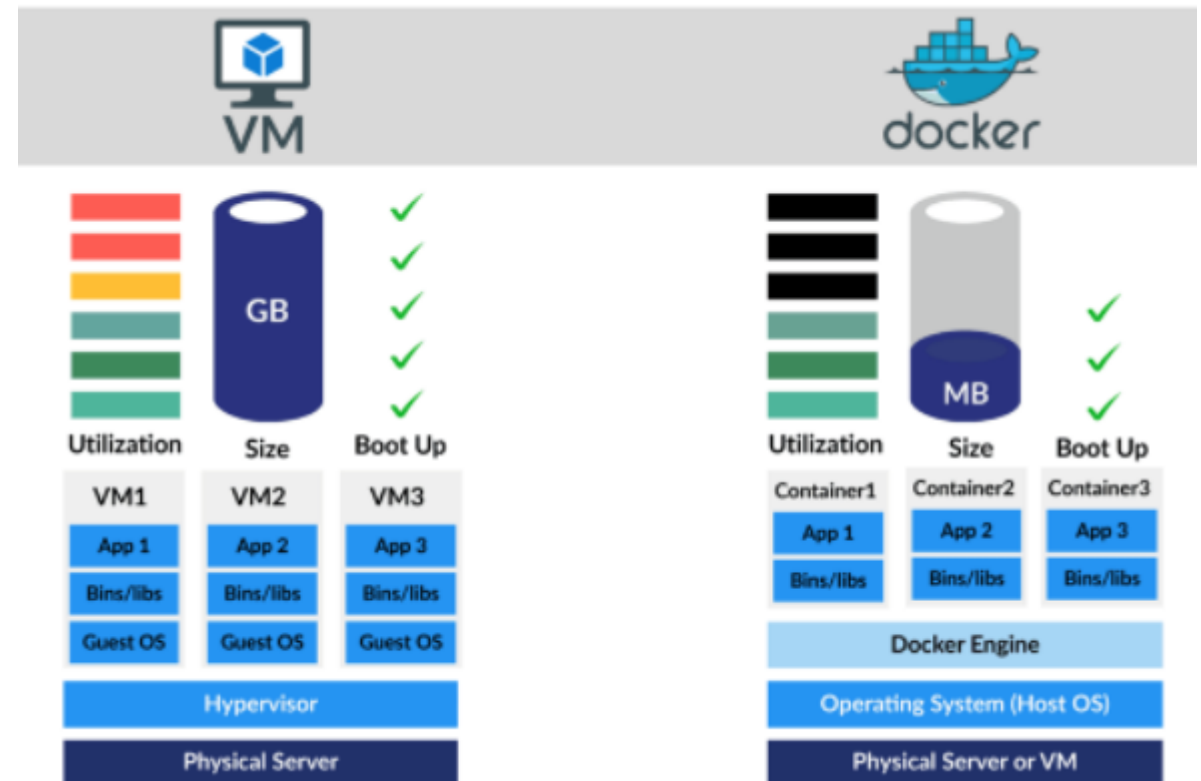 VM
docker
GB
MB
Utilization Size Boot Up
Utilization Size Boot Up
VM1 VM2 VM3
App 1 App 2 App 3
Bins/libs Bins/libs Bins/libs
Guest OS Guest OS Guest OS
Hypervisor
Physical Server
Container1 Container2 Container3
App 1 App 2 App 3
Bins/libs Bins/libs Bins/libs
Docker Engine
Operating System (Host OS)
Physical Server or VM